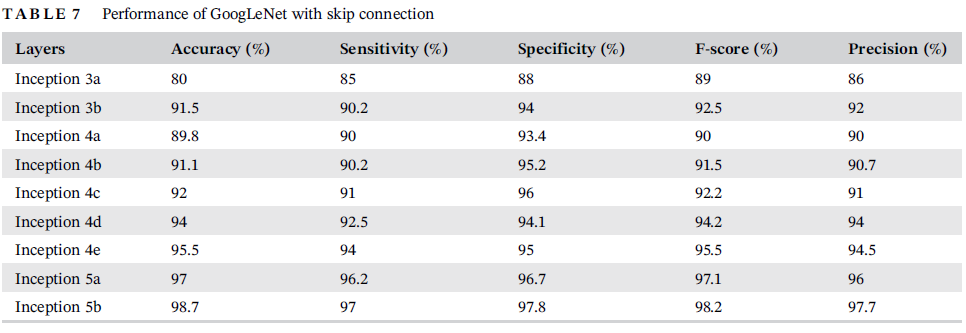 TABLE 7 Performance of GoogLeNet with skip connection
Layers Accuracy (%) Sensitivity (%) Specificity (%) F-score (%) Precision (%)
Inception 3a 80 85 88 89 86
Inception 3b 91.5 90.2 94 92.5 92
Inception 4a 89.8 90 93.4 90 90
Inception 4b 91.1 90.2 95.2 91.5 90.7
Inception 4c 92 91 96 92.2 91
Inception 4d 94 92.5 94.1 94.2 94
Inception 4e 95.5 94 95 95.5 94.5
Inception 5a 97 96.2 96.7 97.1 96
Inception 5b 98.7 97 97.8 98.2 97.7